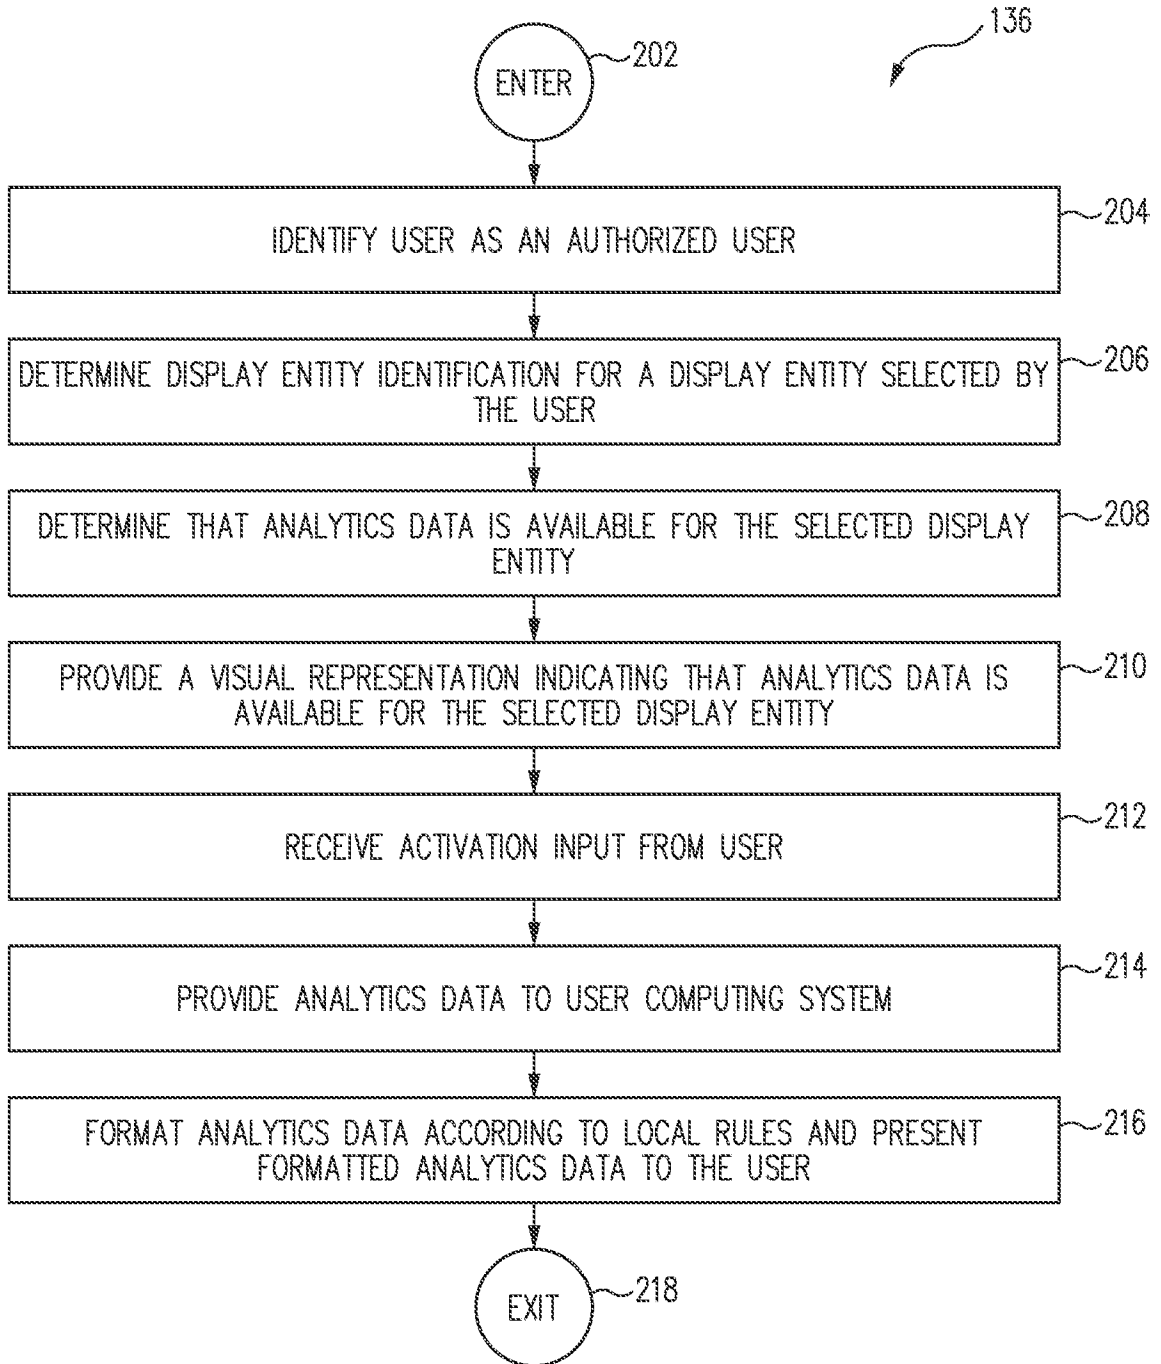 136
ENTER
202
IDENTIFY USER AS AN AUTHORIZED USER
204
DETERMINE DISPLAY ENTITY IDENTIFICATION FOR A DISPLAY ENTITY SELECTED BY
THE USER
206
DETERMINE THAT ANALYTICS DATA IS AVAILABLE FOR THE SELECTED DISPLAY
ENTITY
208
PROVIDE A VISUAL REPRESENTATION INDICATING THAT ANALYTICS DATA IS
AVAILABLE FOR THE SELECTED DISPLAY ENTITY
210
RECEIVE ACTIVATION INPUT FROM USER
212
PROVIDE ANALYTICS DATA TO USER COMPUTING SYSTEM
214
FORMAT ANALYTICS DATA ACCORDING TO LOCAL RULES AND PRESENT
FORMATTED ANALYTICS DATA TO THE USER
216
EXIT
218